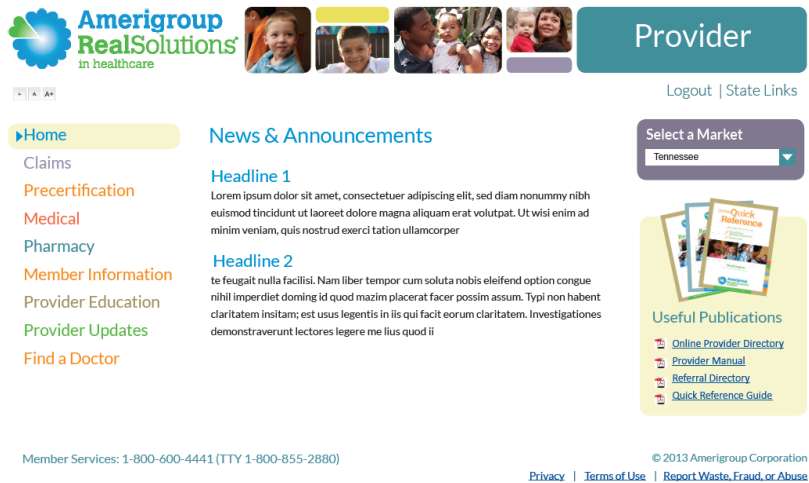 Amerigroup
RealSolutions
in healthcare
Provider
Logout | State Links
A A A+
Home
Claims
Precertification
Medical
Pharmacy
Member Information
Provider Education
Provider Updates
Find a Doctor
News & Announcements
Headline 1
Lorem ipsum dolor sit amet, consectetuer adipiscing elit, sed diam nonummy nibh
euismod tincidunt ut laoreet dolore magna aliquam erat volutpat. Ut wisi enim ad
minim veniam, quis nostrud exerci tation ullamcorper
Headline 2
te feugait nulla facilisi. Nam liber tempor cum soluta nobis eleifend option congue
nihil imperdiet doming id quod mazim placerat facer possim assum. Typi non habent
claritatem insitam; est usus legentis in iis qui facit eorum claritatem. Investigationes
demonstraverunt lectores legere me lius quod ii
Select a Market
Tennessee
Quick
Reference
Useful Publications
Online Provider Directory
Provider Manual
Referral Directory
Quick Reference Guide
Member Services: 1-800-600-4441 (TTY 1-800-855-2880)
© 2013 Amerigroup Corporation
Privacy | Terms of Use | Report Waste, Fraud, or Abuse